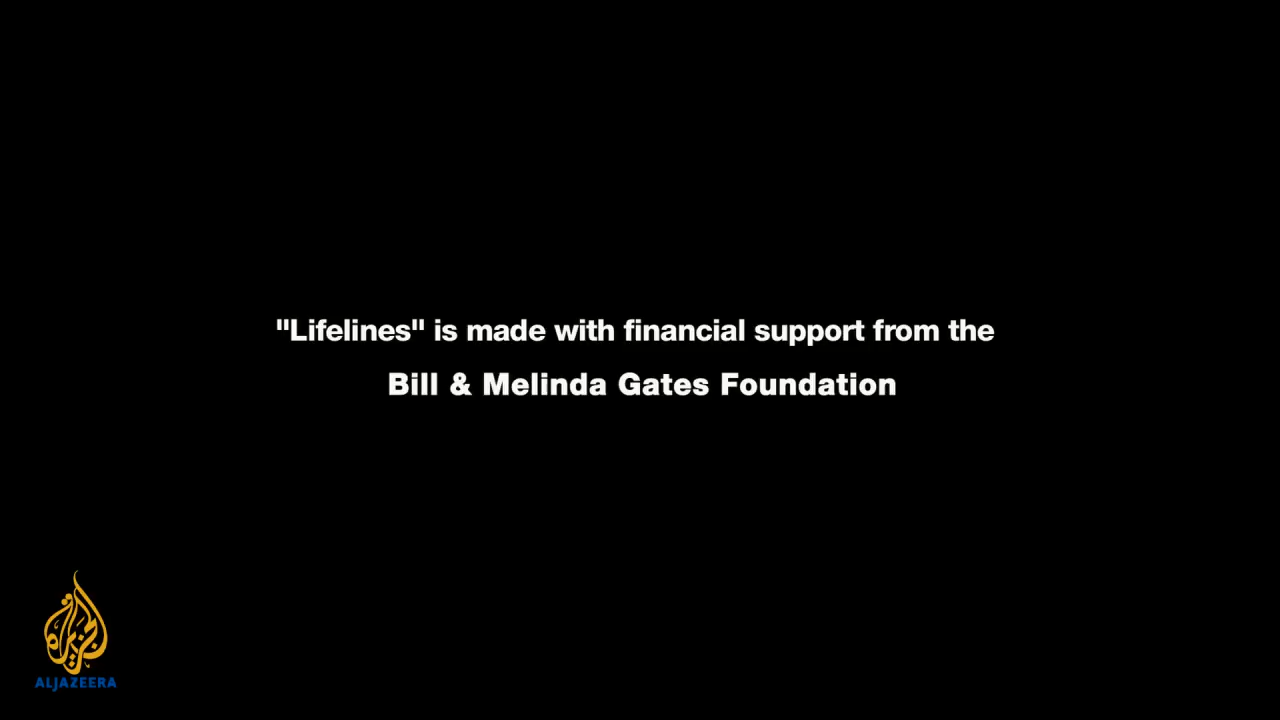 "Lifelines" is made with financial support from the
Bill & Melinda Gates Foundation
الجزيرة
ALJAZEERA